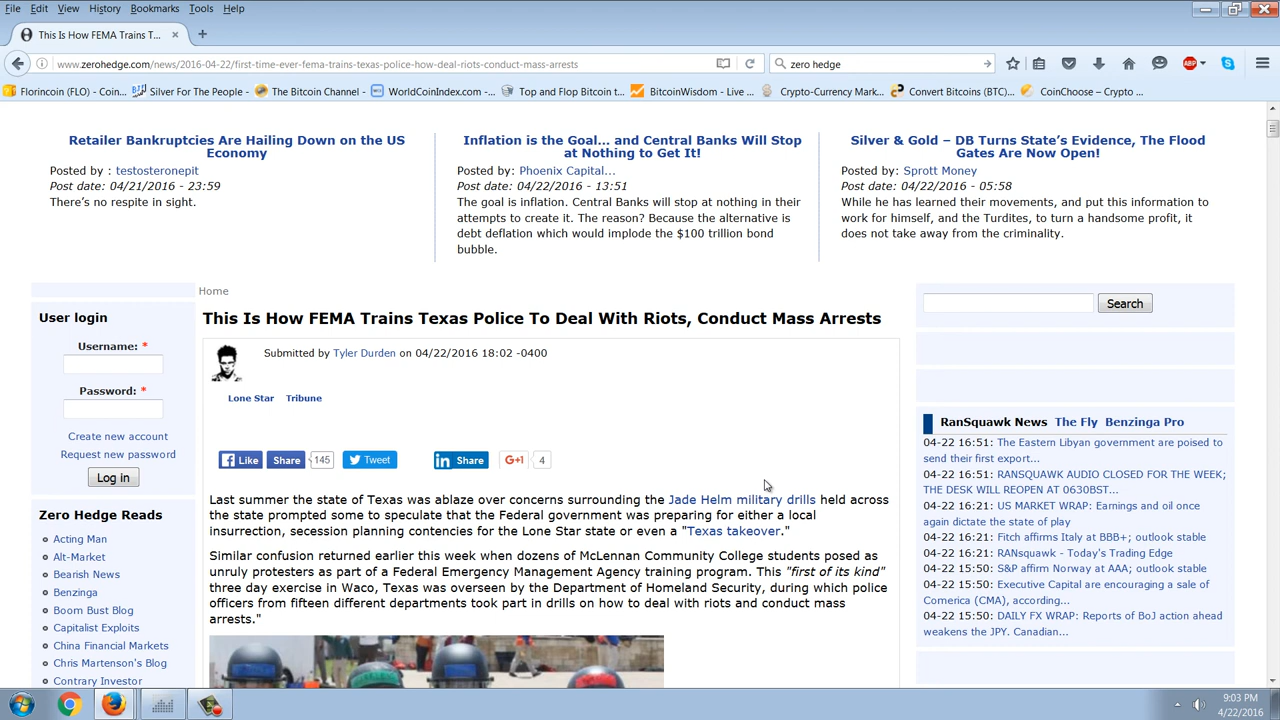 File Edit View History Bookmarks Tools Help
This Is How FEMA Trains T...
www.zerohedge.com/news/2016-04-22/first-time-ever-fema-trains-texas-police-how-deal-riots-conduct-mass-arrests
zero hedge
ABP
Florincoin (FLO) - Coin...
Silver For The People - ...
The Bitcoin Channel - ...
WorldCoinIndex.com - ...
Top and Flop Bitcoin t...
BitcoinWisdom - Live ...
Crypto-Currency Mark...
Convert Bitcoins (BTC)...
CoinChoose – Crypto ...
Retailer Bankruptcies Are Hailing Down on the US
Economy
Posted by : testosteronepit
Post date: 04/21/2016 - 23:59
There's no respite in sight.
Inflation is the Goal... and Central Banks Will Stop
at Nothing to Get It!
Posted by: Phoenix Capital...
Post date: 04/22/2016 - 13:51
The goal is inflation. Central Banks will stop at nothing in their
attempts to create it. The reason? Because the alternative is
debt deflation which would implode the $100 trillion bond
bubble.
Silver & Gold – DB Turns State's Evidence, The Flood
Gates Are Now Open!
Posted by: Sprott Money
Post date: 04/22/2016 - 05:58
While he has learned their movements, and put this information to
work for himself, and the Turdites, to turn a handsome profit, it
does not take away from the criminality.
User login
Username: *
Password: *
Create new account
Request new password
Log in
Zero Hedge Reads
Acting Man
Alt-Market
Bearish News
Benzinga
Boom Bust Blog
Capitalist Exploits
China Financial Markets
Chris Martenson's Blog
Contrary Investor
Home
This Is How FEMA Trains Texas Police To Deal With Riots, Conduct Mass Arrests
Submitted by Tyler Durden on 04/22/2016 18:02 -0400
Lone Star Tribune
Like Share 145 Tweet in Share G+1 4
Last summer the state of Texas was ablaze over concerns surrounding the Jade Helm military drills held across
the state prompted some to speculate that the Federal government was preparing for either a local
insurrection, secession planning contencies for the Lone Star state or even a "Texas takeover."
Similar confusion returned earlier this week when dozens of McLennan Community College students posed as
unruly protesters as part of a Federal Emergency Management Agency training program. This "first of its kind"
three day exercise in Waco, Texas was overseen by the Department of Homeland Security, during which police
officers from fifteen different departments took part in drills on how to deal with riots and conduct mass
arrests."
Search
RanSquawk News The Fly Benzinga Pro
04-22 16:51: The Eastern Libyan government are poised to
send their first export...
04-22 16:51: RANSQUAWK AUDIO CLOSED FOR THE WEEK;
THE DESK WILL REOPEN AT 0630BST...
04-22 16:21: US MARKET WRAP: Earnings and oil once
again dictate the state of play
04-22 16:21: Fitch affirms Italy at BBB+; outlook stable
04-22 16:21: RANsquawk - Today's Trading Edge
04-22 15:50: S&P affirm Norway at AAA; outlook stable
04-22 15:50: Executive Capital are encouraging a sale of
Comerica (CMA), according...
04-22 15:50: DAILY FX WRAP: Reports of BoJ action ahead
weakens the JPY. Canadian...
9:03 PM
4/22/2016